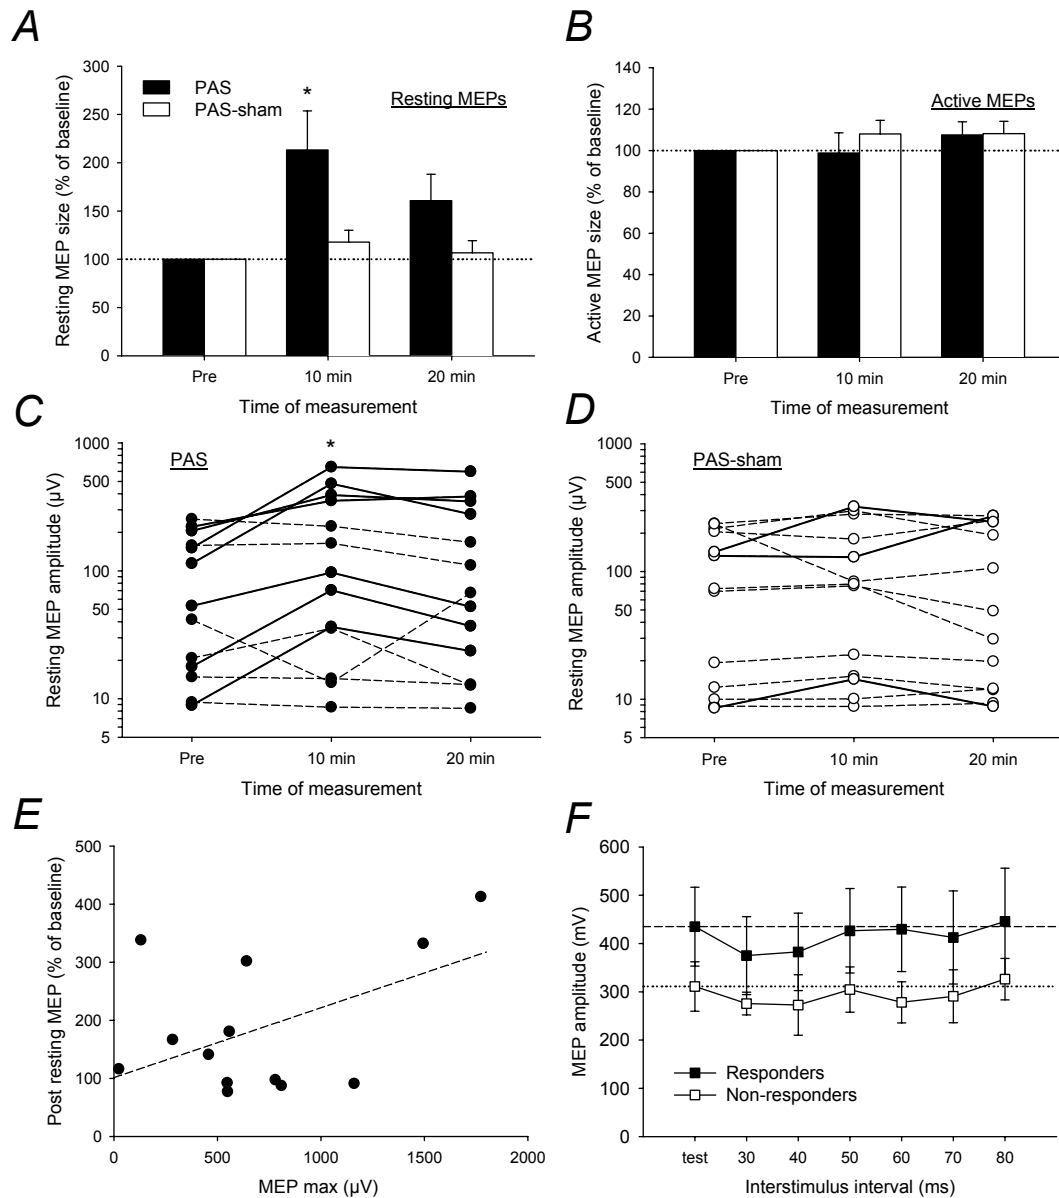 A
Resting MEP size (% of baseline)
300
250
200
150
100
50
0
PAS
PAS-sham
*
Resting MEPs
Pre
10 min
20 min
Time of measurement
B
Active MEP size (% of baseline)
140
120
100
80
60
40
20
0
Active MEPs
Pre
10 min
20 min
Time of measurement
C
Resting MEP amplitude (µV)
1000
500
100
50
10
5
PAS
*
Pre
10 min
20 min
Time of measurement
D
Resting MEP amplitude (µV)
1000
500
100
50
10
5
PAS-sham
Pre
10 min
20 min
Time of measurement
E
Post resting MEP (% of baseline)
500
400
300
200
100
0
0
500
1000
1500
2000
MEP max (µV)
F
MEP amplitude (mV)
600
500
400
300
200
100
0
Responders
Non-responders
test
30
40
50
60
70
80
Interstimulus interval (ms)